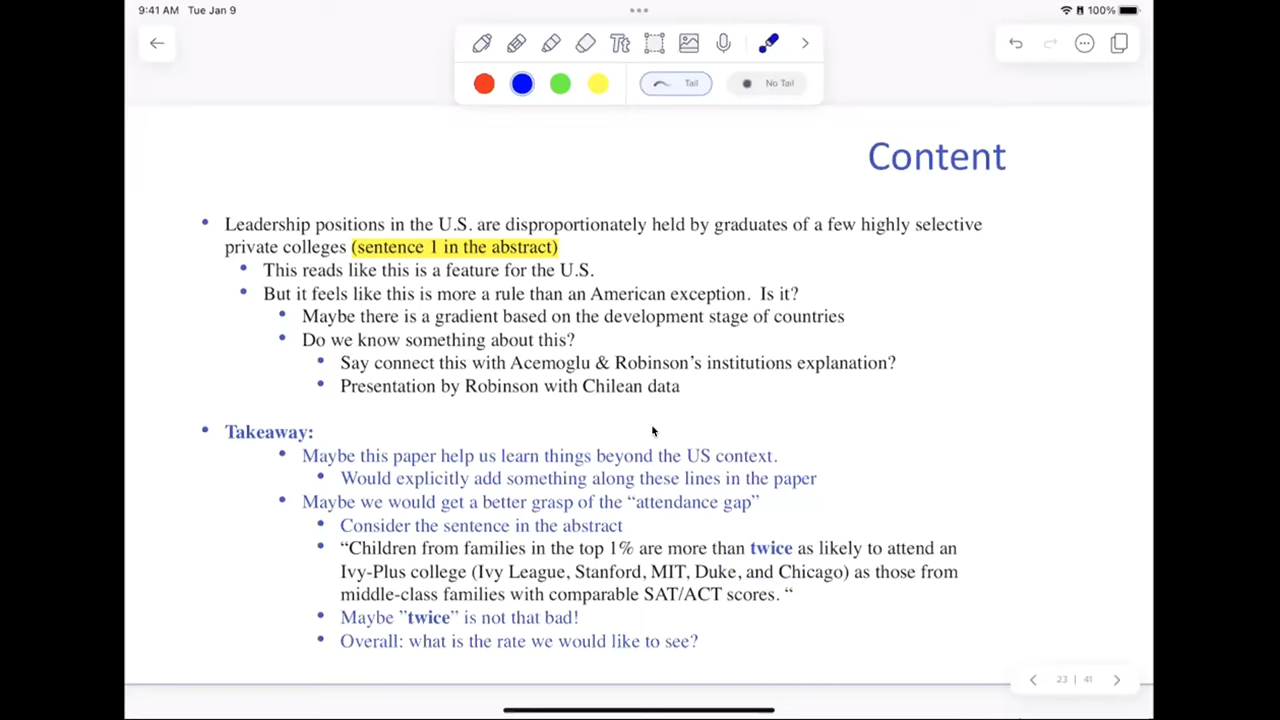 9:41 AM Tue Jan 9
100%
Tt
Tail
No Tail
Content
• Leadership positions in the U.S. are disproportionately held by graduates of a few highly selective
private colleges (sentence 1 in the abstract)
• This reads like this is a feature for the U.S.
• But it feels like this is more a rule than an American exception. Is it?
• Maybe there is a gradient based on the development stage of countries
• Do we know something about this?
• Say connect this with Acemoglu & Robinson's institutions explanation?
• Presentation by Robinson with Chilean data
• Takeaway:
• Maybe this paper help us learn things beyond the US context.
• Would explicitly add something along these lines in the paper
• Maybe we would get a better grasp of the “attendance gap”
• Consider the sentence in the abstract
• “Children from families in the top 1% are more than twice as likely to attend an
Ivy-Plus college (Ivy League, Stanford, MIT, Duke, and Chicago) as those from
middle-class families with comparable SAT/ACT scores. “
• Maybe ”twice” is not that bad!
• Overall: what is the rate we would like to see?
23 | 41